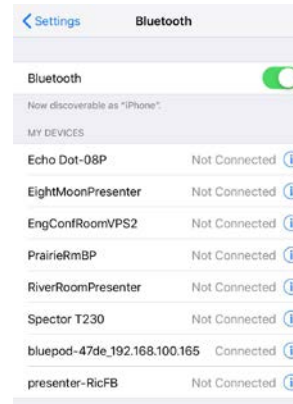 Settings Bluetooth
Bluetooth
Now discoverable as "iPhone".
MY DEVICES
Echo Dot-08P Not Connected
EightMoonPresenter Not Connected
EngConfRoomVPS2 Not Connected
PrairieRmBP Not Connected
RiverRoomPresenter Not Connected
Spector T230 Not Connected
bluepod-47de_192.168.100.165 Connected
presenter-RicFB Not Connected